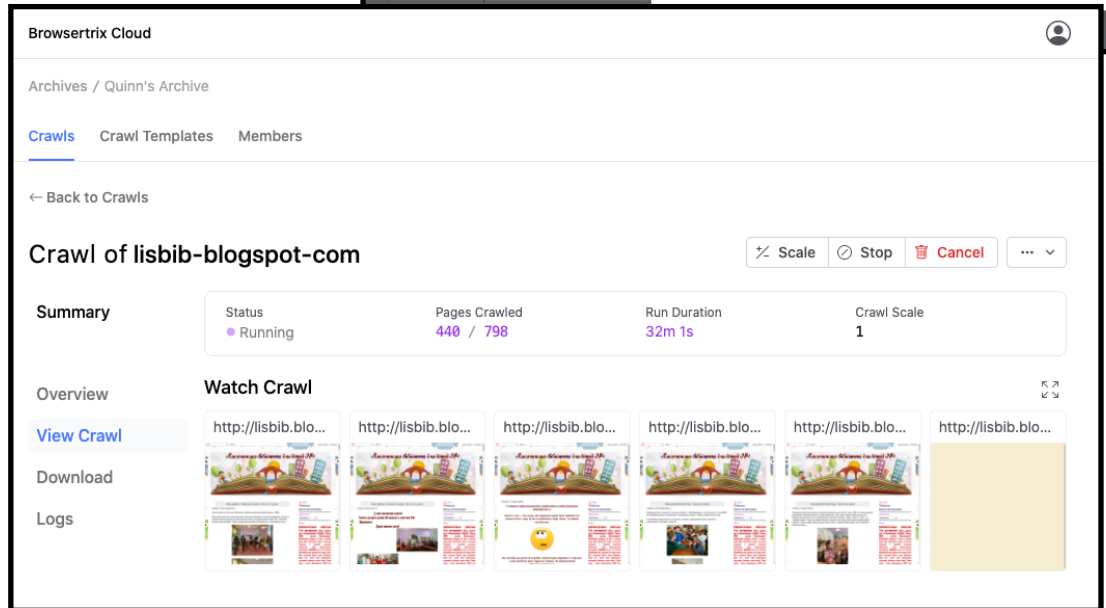 Browsertrix Cloud
Archives / Quinn's Archive
Crawls Crawl Templates Members
← Back to Crawls
Crawl of lisbib-blogspot-com
Scale Stop Cancel ...
Summary
Status Pages Crawled Run Duration Crawl Scale
Running 440 / 798 32m 1s 1
Overview
View Crawl
Download
Logs
Watch Crawl
http://lisbib.blo... http://lisbib.blo... http://lisbib.blo... http://lisbib.blo... http://lisbib.blo... http://lisbib.blo...